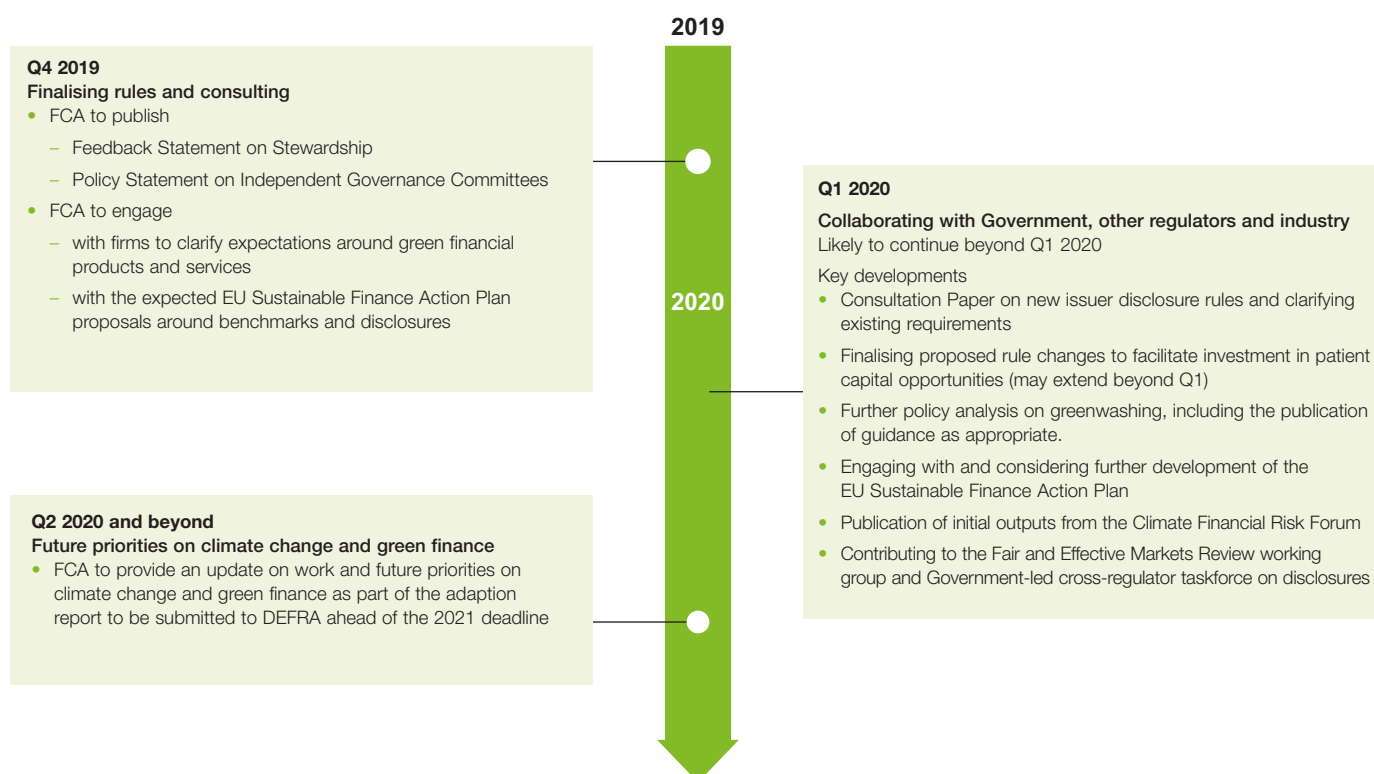 2019
Q4 2019
Finalising rules and consulting
• FCA to publish
– Feedback Statement on Stewardship
– Policy Statement on Independent Governance Committees
• FCA to engage
– with firms to clarify expectations around green financial
products and services
– with the expected EU Sustainable Finance Action Plan
proposals around benchmarks and disclosures
2020
Q1 2020
Collaborating with Government, other regulators and industry
Likely to continue beyond Q1 2020
Key developments
• Consultation Paper on new issuer disclosure rules and clarifying
existing requirements
• Finalising proposed rule changes to facilitate investment in patient
capital opportunities (may extend beyond Q1)
• Further policy analysis on greenwashing, including the publication
of guidance as appropriate.
• Engaging with and considering further development of the
EU Sustainable Finance Action Plan
• Publication of initial outputs from the Climate Financial Risk Forum
• Contributing to the Fair and Effective Markets Review working
group and Government-led cross-regulator taskforce on disclosures
Q2 2020 and beyond
Future priorities on climate change and green finance
• FCA to provide an update on work and future priorities on
climate change and green finance as part of the adaption
report to be submitted to DEFRA ahead of the 2021 deadline